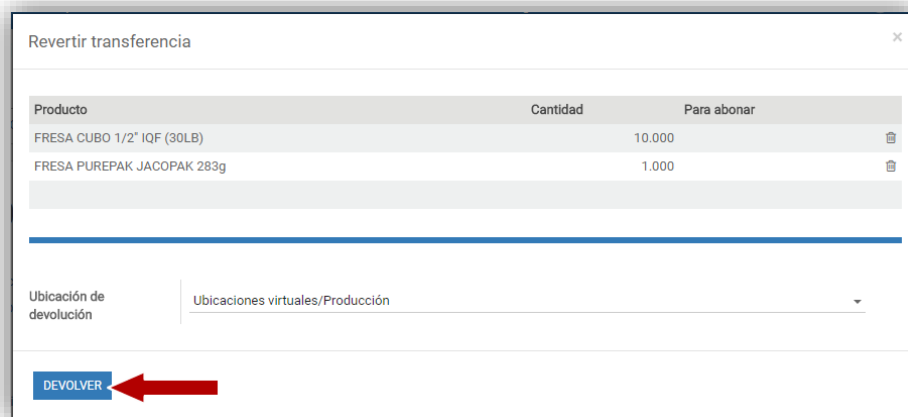 Revertir transferencia
×
Producto Cantidad Para abonar
FRESA CUBO 1/2" IQF (30LB) 10.000
FRESA PUREPAK JACOPAK 283g 1.000
Ubicación de devolución Ubicaciones virtuales/Producción
DEVOLVER